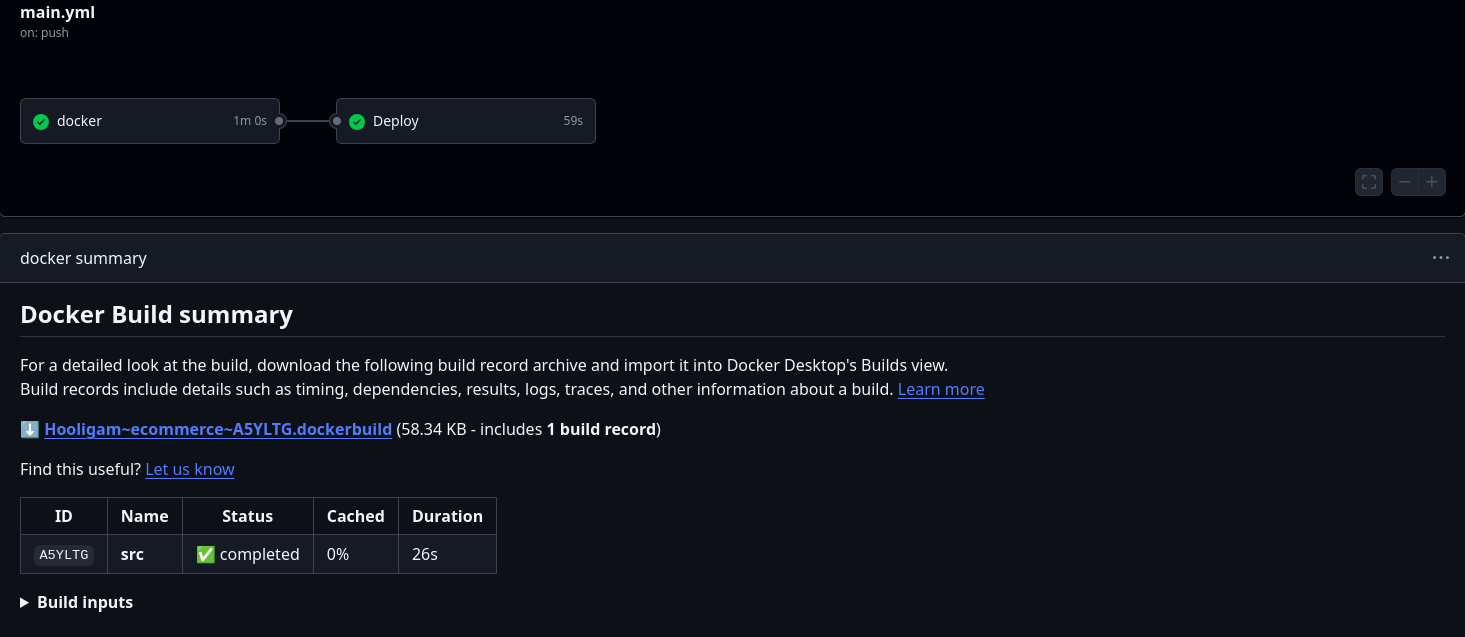 main.yml
on: push
docker 1m 0s
Deploy 59s
docker summary
Docker Build summary
For a detailed look at the build, download the following build record archive and import it into Docker Desktop's Builds view.
Build records include details such as timing, dependencies, results, logs, traces, and other information about a build. Learn more
⬇️ Hooligam~ecommerce~A5YLTG.dockerbuild (58.34 KB - includes 1 build record)
Find this useful? Let us know
ID Name Status Cached Duration
A5YLTG src ✅ completed 0% 26s
Build inputs